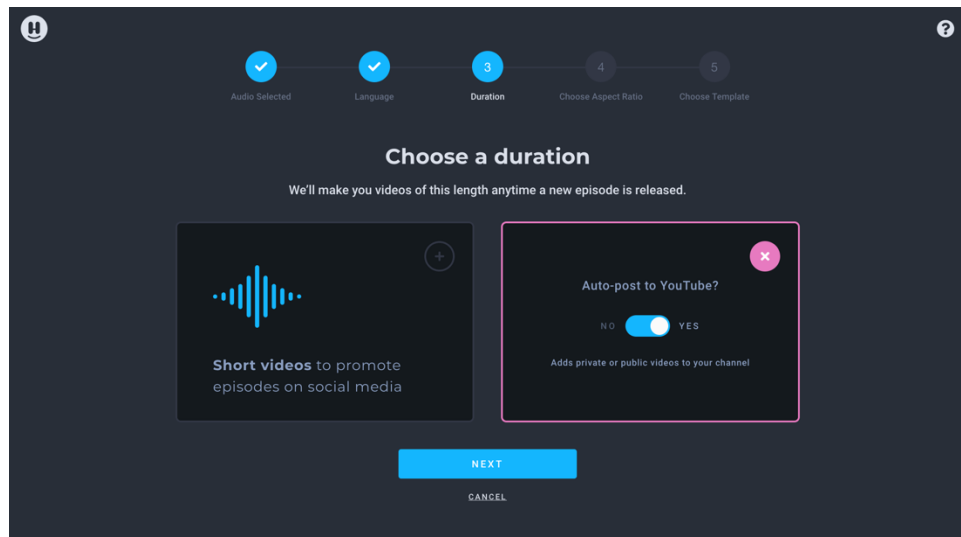 H
?
3
4
5
Audio Selected
Language
Duration
Choose Aspect Ratio
Choose Template
Choose a duration
We'll make you videos of this length anytime a new episode is released.
Short videos to promote
episodes on social media
Auto-post to YouTube?
NO
YES
Adds private or public videos to your channel
NEXT
CANCEL